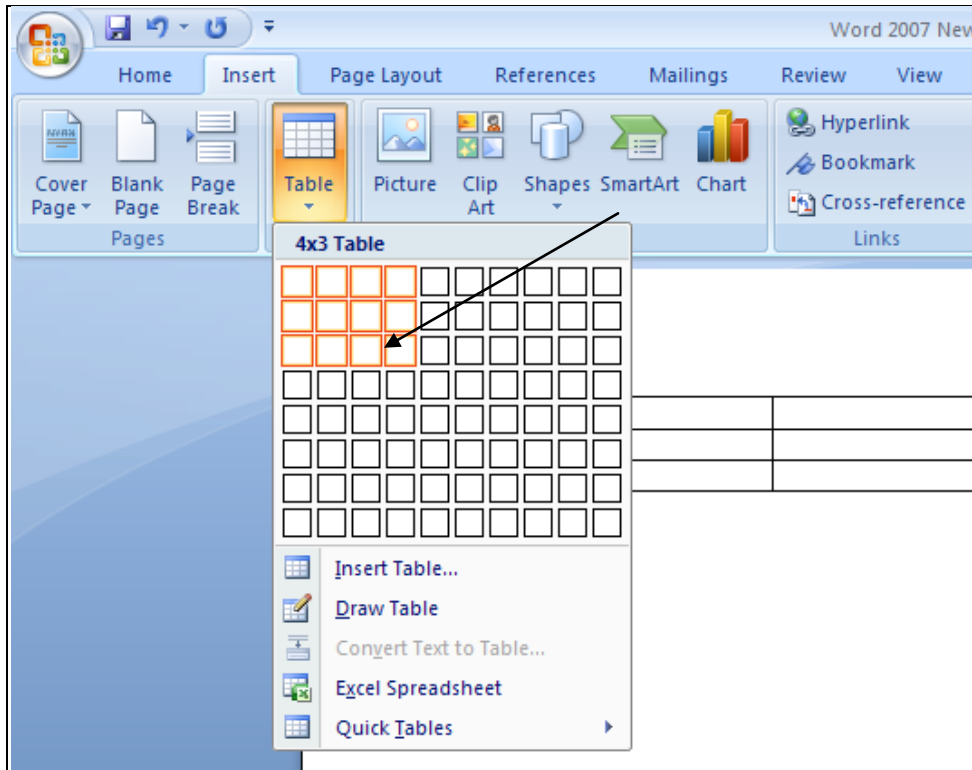 Word 2007 New
Home Insert Page Layout References Mailings Review View
Cover Page
Blank Page
Page Break
Table
Picture
Clip Art
Shapes
SmartArt
Chart
Hyperlink
Bookmark
Cross-reference
Pages
Links
4x3 Table
Insert Table...
Draw Table
Convert Text to Table...
Excel Spreadsheet
Quick Tables